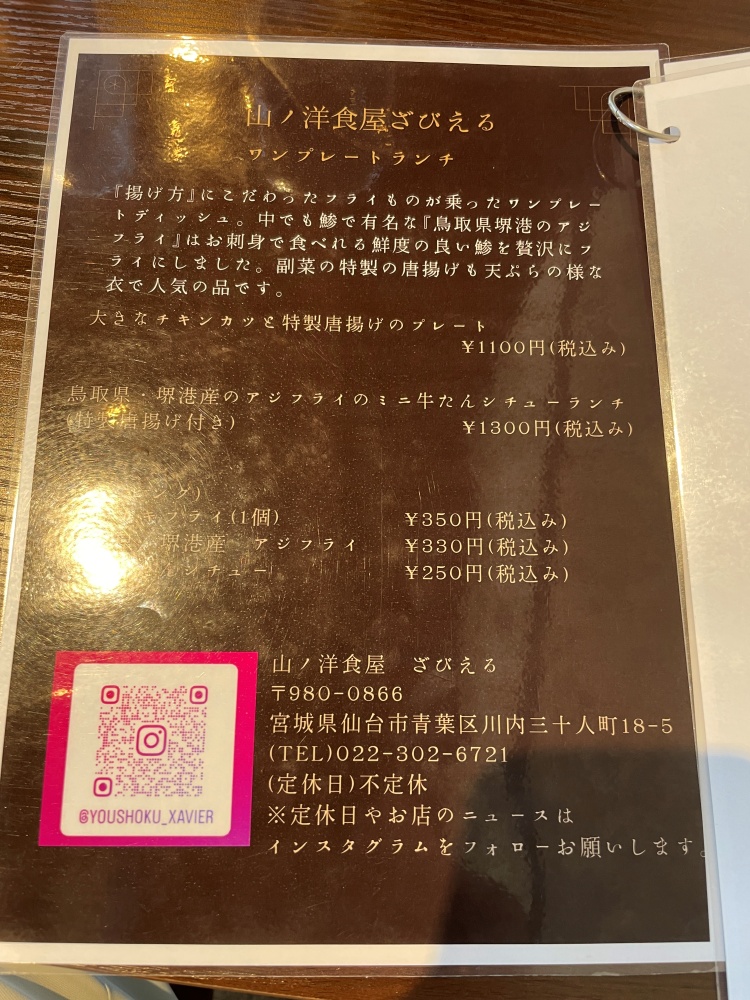 山ノ洋食屋ざびえる
ワンプレートランチ
『揚げ方』にこだわったフライものが乗ったワンプレー
トディッシュ。中でも鯵で有名な『鳥取県堺港のアジ
フライ』はお刺身で食べれる鮮度の良い鯵を贅沢にフ
ライにしました。副菜の特製の唐揚げも天ぷらの様な
衣で人気の品です。
大きなチキンカツと特製唐揚げのプレート
¥1100円(税込み)
鳥取県・堺港産のアジフライのミニ牛たんシチューランチ
(特製唐揚げ付き) ¥1300円(税込み)
ング)
フライ(1個) ¥350円(税込み)
堺港産 アジフライ ¥330円(税込み)
シチュー ¥250円(税込み)
山ノ洋食屋 ざびえる
〒980-0866
宮城県仙台市青葉区川内三十人町18-5
(TEL)022-302-6721
(定休日)不定休
※定休日やお店のニュースは
インスタグラムをフォローお願いします。
@YOUSHOKU_XAVIER